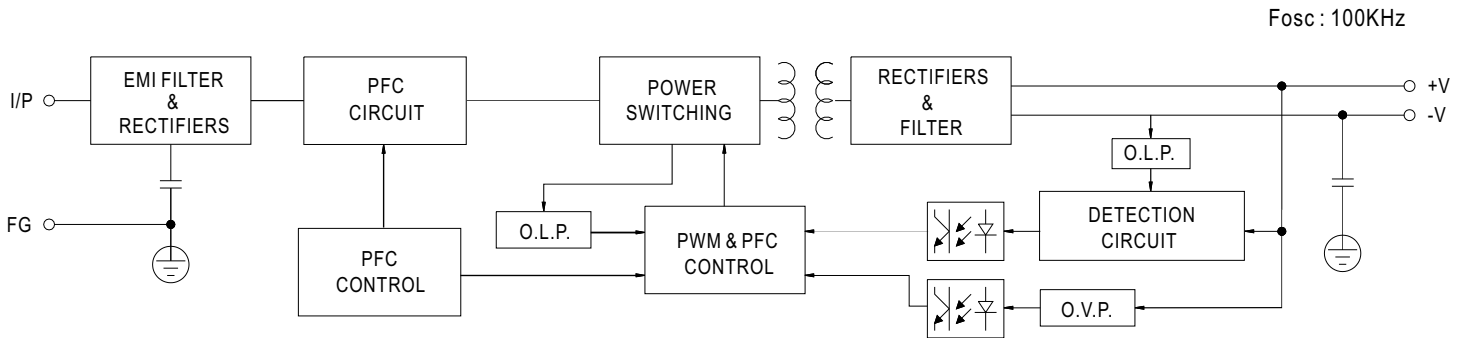 Fosc : 100KHz
I/P
EMI FILTER
&
RECTIFIERS
PFC
CIRCUIT
POWER
SWITCHING
RECTIFIERS
&
FILTER
+V
-V
O.L.P.
FG
O.L.P.
PFC
CONTROL
PWM & PFC
CONTROL
DETECTION
CIRCUIT
O.V.P.